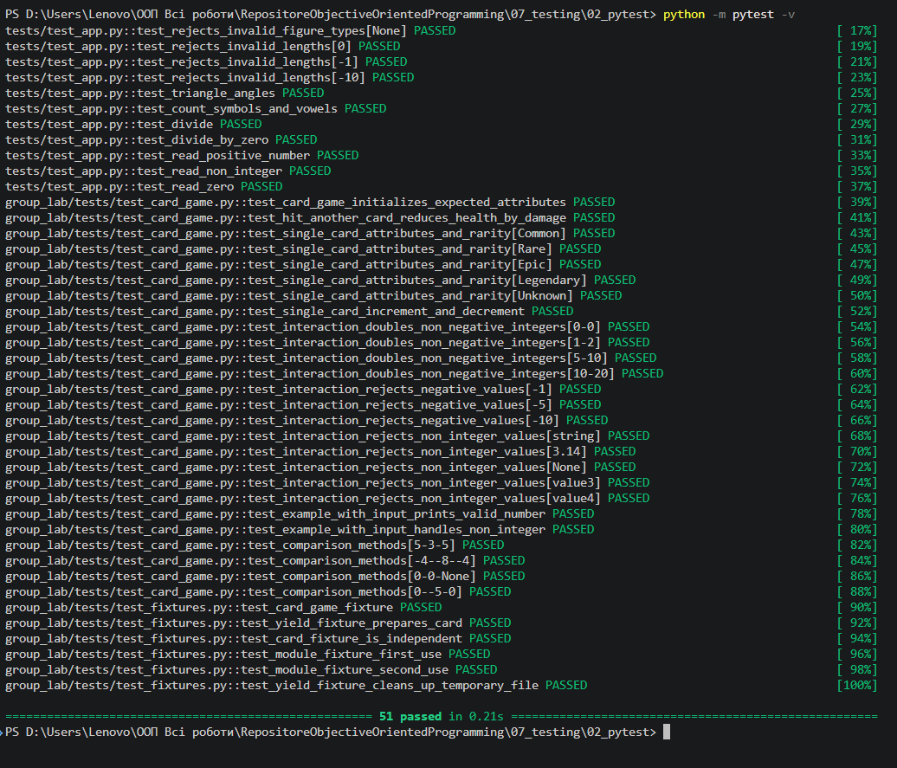 PS D:\Users\Lenovo\ООП Всі роботи\RepositoreObjectiveOrientedProgramming\07_testing\02_pytest> python -m pytest -v
tests/test_app.py::test_rejects_invalid_figure_types[None] PASSED [ 17%]
tests/test_app.py::test_rejects_invalid_lengths[0] PASSED [ 19%]
tests/test_app.py::test_rejects_invalid_lengths[-1] PASSED [ 21%]
tests/test_app.py::test_rejects_invalid_lengths[-10] PASSED [ 23%]
tests/test_app.py::test_triangle_angles PASSED [ 25%]
tests/test_app.py::test_count_symbols_and_vowels PASSED [ 27%]
tests/test_app.py::test_divide PASSED [ 29%]
tests/test_app.py::test_divide_by_zero PASSED [ 31%]
tests/test_app.py::test_read_positive_number PASSED [ 33%]
tests/test_app.py::test_read_non_integer PASSED [ 35%]
tests/test_app.py::test_read_zero PASSED [ 37%]
group_lab/tests/test_card_game.py::test_card_game_initializes_expected_attributes PASSED [ 39%]
group_lab/tests/test_card_game.py::test_hit_another_card_reduces_health_by_damage PASSED [ 41%]
group_lab/tests/test_card_game.py::test_single_card_attributes_and_rarity[Common] PASSED [ 43%]
group_lab/tests/test_card_game.py::test_single_card_attributes_and_rarity[Rare] PASSED [ 45%]
group_lab/tests/test_card_game.py::test_single_card_attributes_and_rarity[Epic] PASSED [ 47%]
group_lab/tests/test_card_game.py::test_single_card_attributes_and_rarity[Legendary] PASSED [ 49%]
group_lab/tests/test_card_game.py::test_single_card_attributes_and_rarity[Unknown] PASSED [ 50%]
group_lab/tests/test_card_game.py::test_single_card_increment_and_decrement PASSED [ 52%]
group_lab/tests/test_card_game.py::test_interaction_doubles_non_negative_integers[0-0] PASSED [ 54%]
group_lab/tests/test_card_game.py::test_interaction_doubles_non_negative_integers[1-2] PASSED [ 56%]
group_lab/tests/test_card_game.py::test_interaction_doubles_non_negative_integers[5-10] PASSED [ 58%]
group_lab/tests/test_card_game.py::test_interaction_doubles_non_negative_integers[10-20] PASSED [ 60%]
group_lab/tests/test_card_game.py::test_interaction_rejects_negative_values[-1] PASSED [ 62%]
group_lab/tests/test_card_game.py::test_interaction_rejects_negative_values[-5] PASSED [ 64%]
group_lab/tests/test_card_game.py::test_interaction_rejects_negative_values[-10] PASSED [ 66%]
group_lab/tests/test_card_game.py::test_interaction_rejects_non_integer_values[string] PASSED [ 68%]
group_lab/tests/test_card_game.py::test_interaction_rejects_non_integer_values[3.14] PASSED [ 70%]
group_lab/tests/test_card_game.py::test_interaction_rejects_non_integer_values[None] PASSED [ 72%]
group_lab/tests/test_card_game.py::test_interaction_rejects_non_integer_values[value3] PASSED [ 74%]
group_lab/tests/test_card_game.py::test_interaction_rejects_non_integer_values[value4] PASSED [ 76%]
group_lab/tests/test_card_game.py::test_example_with_input_prints_valid_number PASSED [ 78%]
group_lab/tests/test_card_game.py::test_example_with_input_handles_non_integer PASSED [ 80%]
group_lab/tests/test_card_game.py::test_comparison_methods[5-3-5] PASSED [ 82%]
group_lab/tests/test_card_game.py::test_comparison_methods[-4--8--4] PASSED [ 84%]
group_lab/tests/test_card_game.py::test_comparison_methods[0-0-None] PASSED [ 86%]
group_lab/tests/test_card_game.py::test_comparison_methods[0--5-0] PASSED [ 88%]
group_lab/tests/test_fixtures.py::test_card_game_fixture PASSED [ 90%]
group_lab/tests/test_fixtures.py::test_yield_fixture_prepares_card PASSED [ 92%]
group_lab/tests/test_fixtures.py::test_card_fixture_is_independent PASSED [ 94%]
group_lab/tests/test_fixtures.py::test_module_fixture_first_use PASSED [ 96%]
group_lab/tests/test_fixtures.py::test_module_fixture_second_use PASSED [ 98%]
group_lab/tests/test_fixtures.py::test_yield_fixture_cleans_up_temporary_file PASSED [100%]
================================================== 51 passed in 0.21s ==================================================
PS D:\Users\Lenovo\ООП Всі роботи\RepositoreObjectiveOrientedProgramming\07_testing\02_pytest>